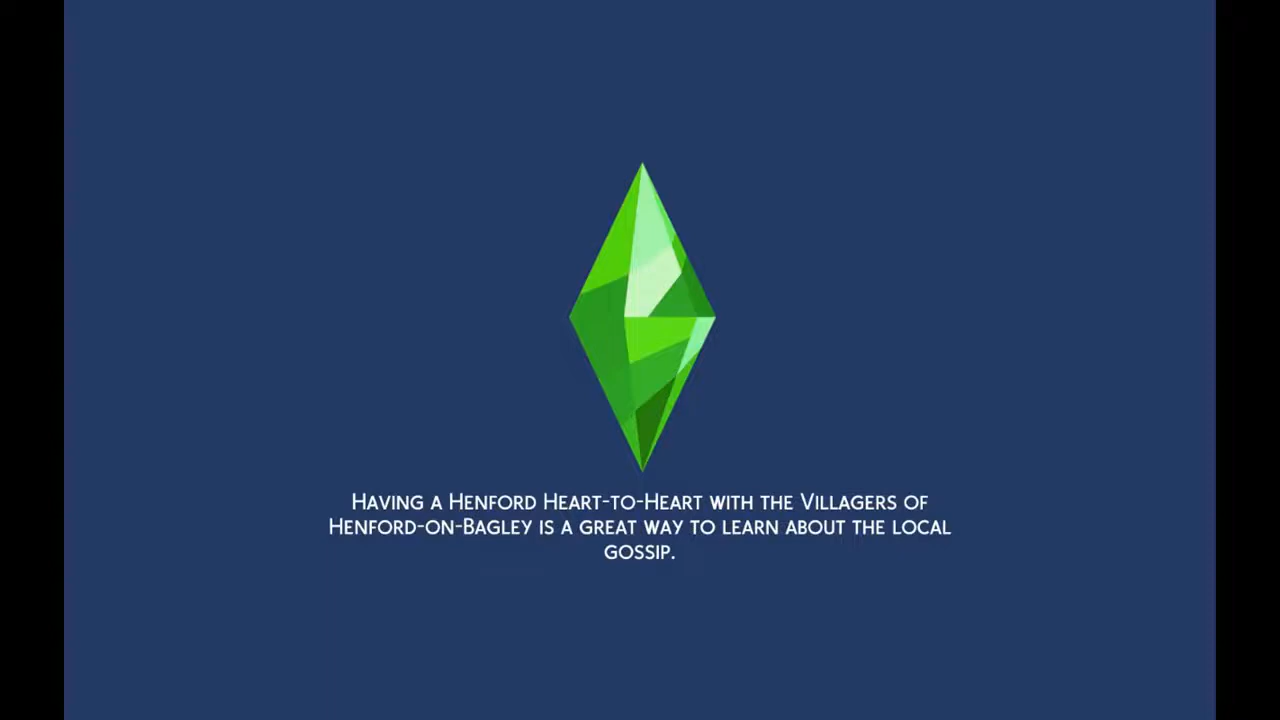 Having a Henford Heart-to-Heart with the Villagers of
Henford-on-Bagley is a great way to learn about the local
gossip.